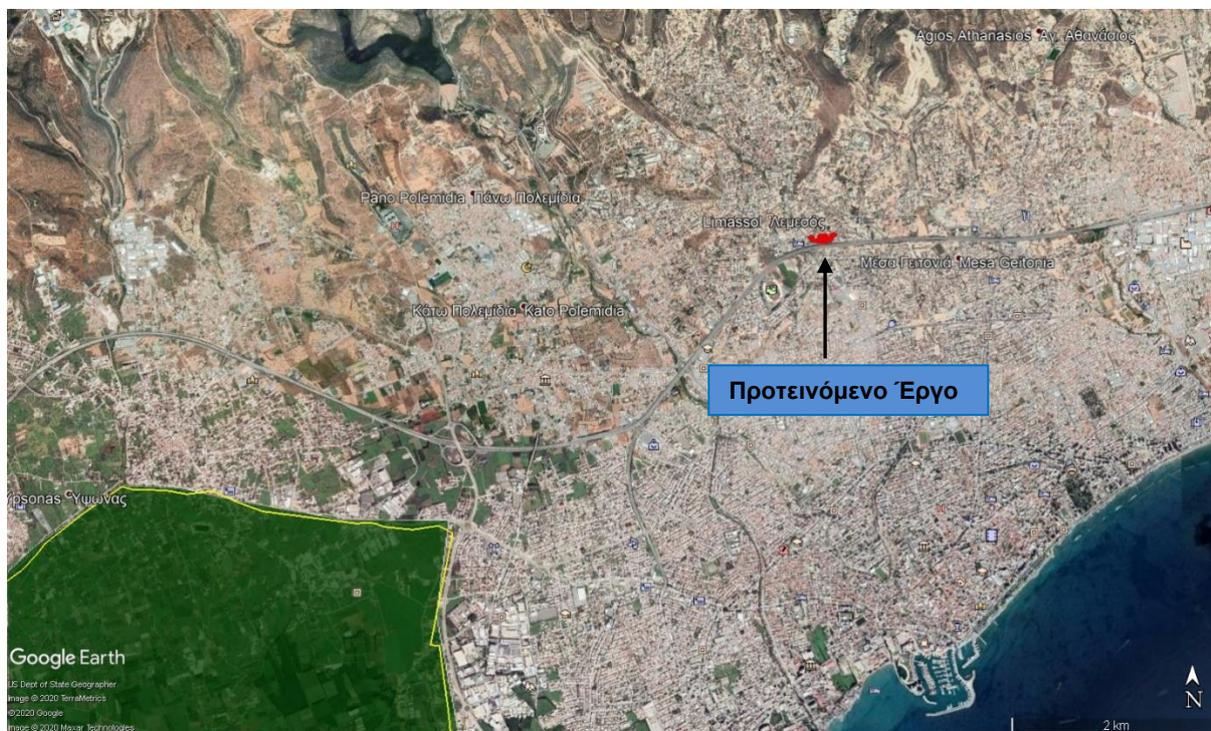 Agios Athanasios Άγ. Αθανάσιος
Pano Polemidia Πάνω Πολεμίδια
Limassol Λεμεσός
Μέσα Γειτονιά Mesa Geitonia
Κάτω Πολεμίδια Kato Polemidia
Προτεινόμενο Έργο
Ypsonas Ύψωνας
Google Earth
US Dept of State Geographer
Image © 2020 TerraMetrics
©2020 Google
Image © 2020 Maxar Technologies
N
2 km